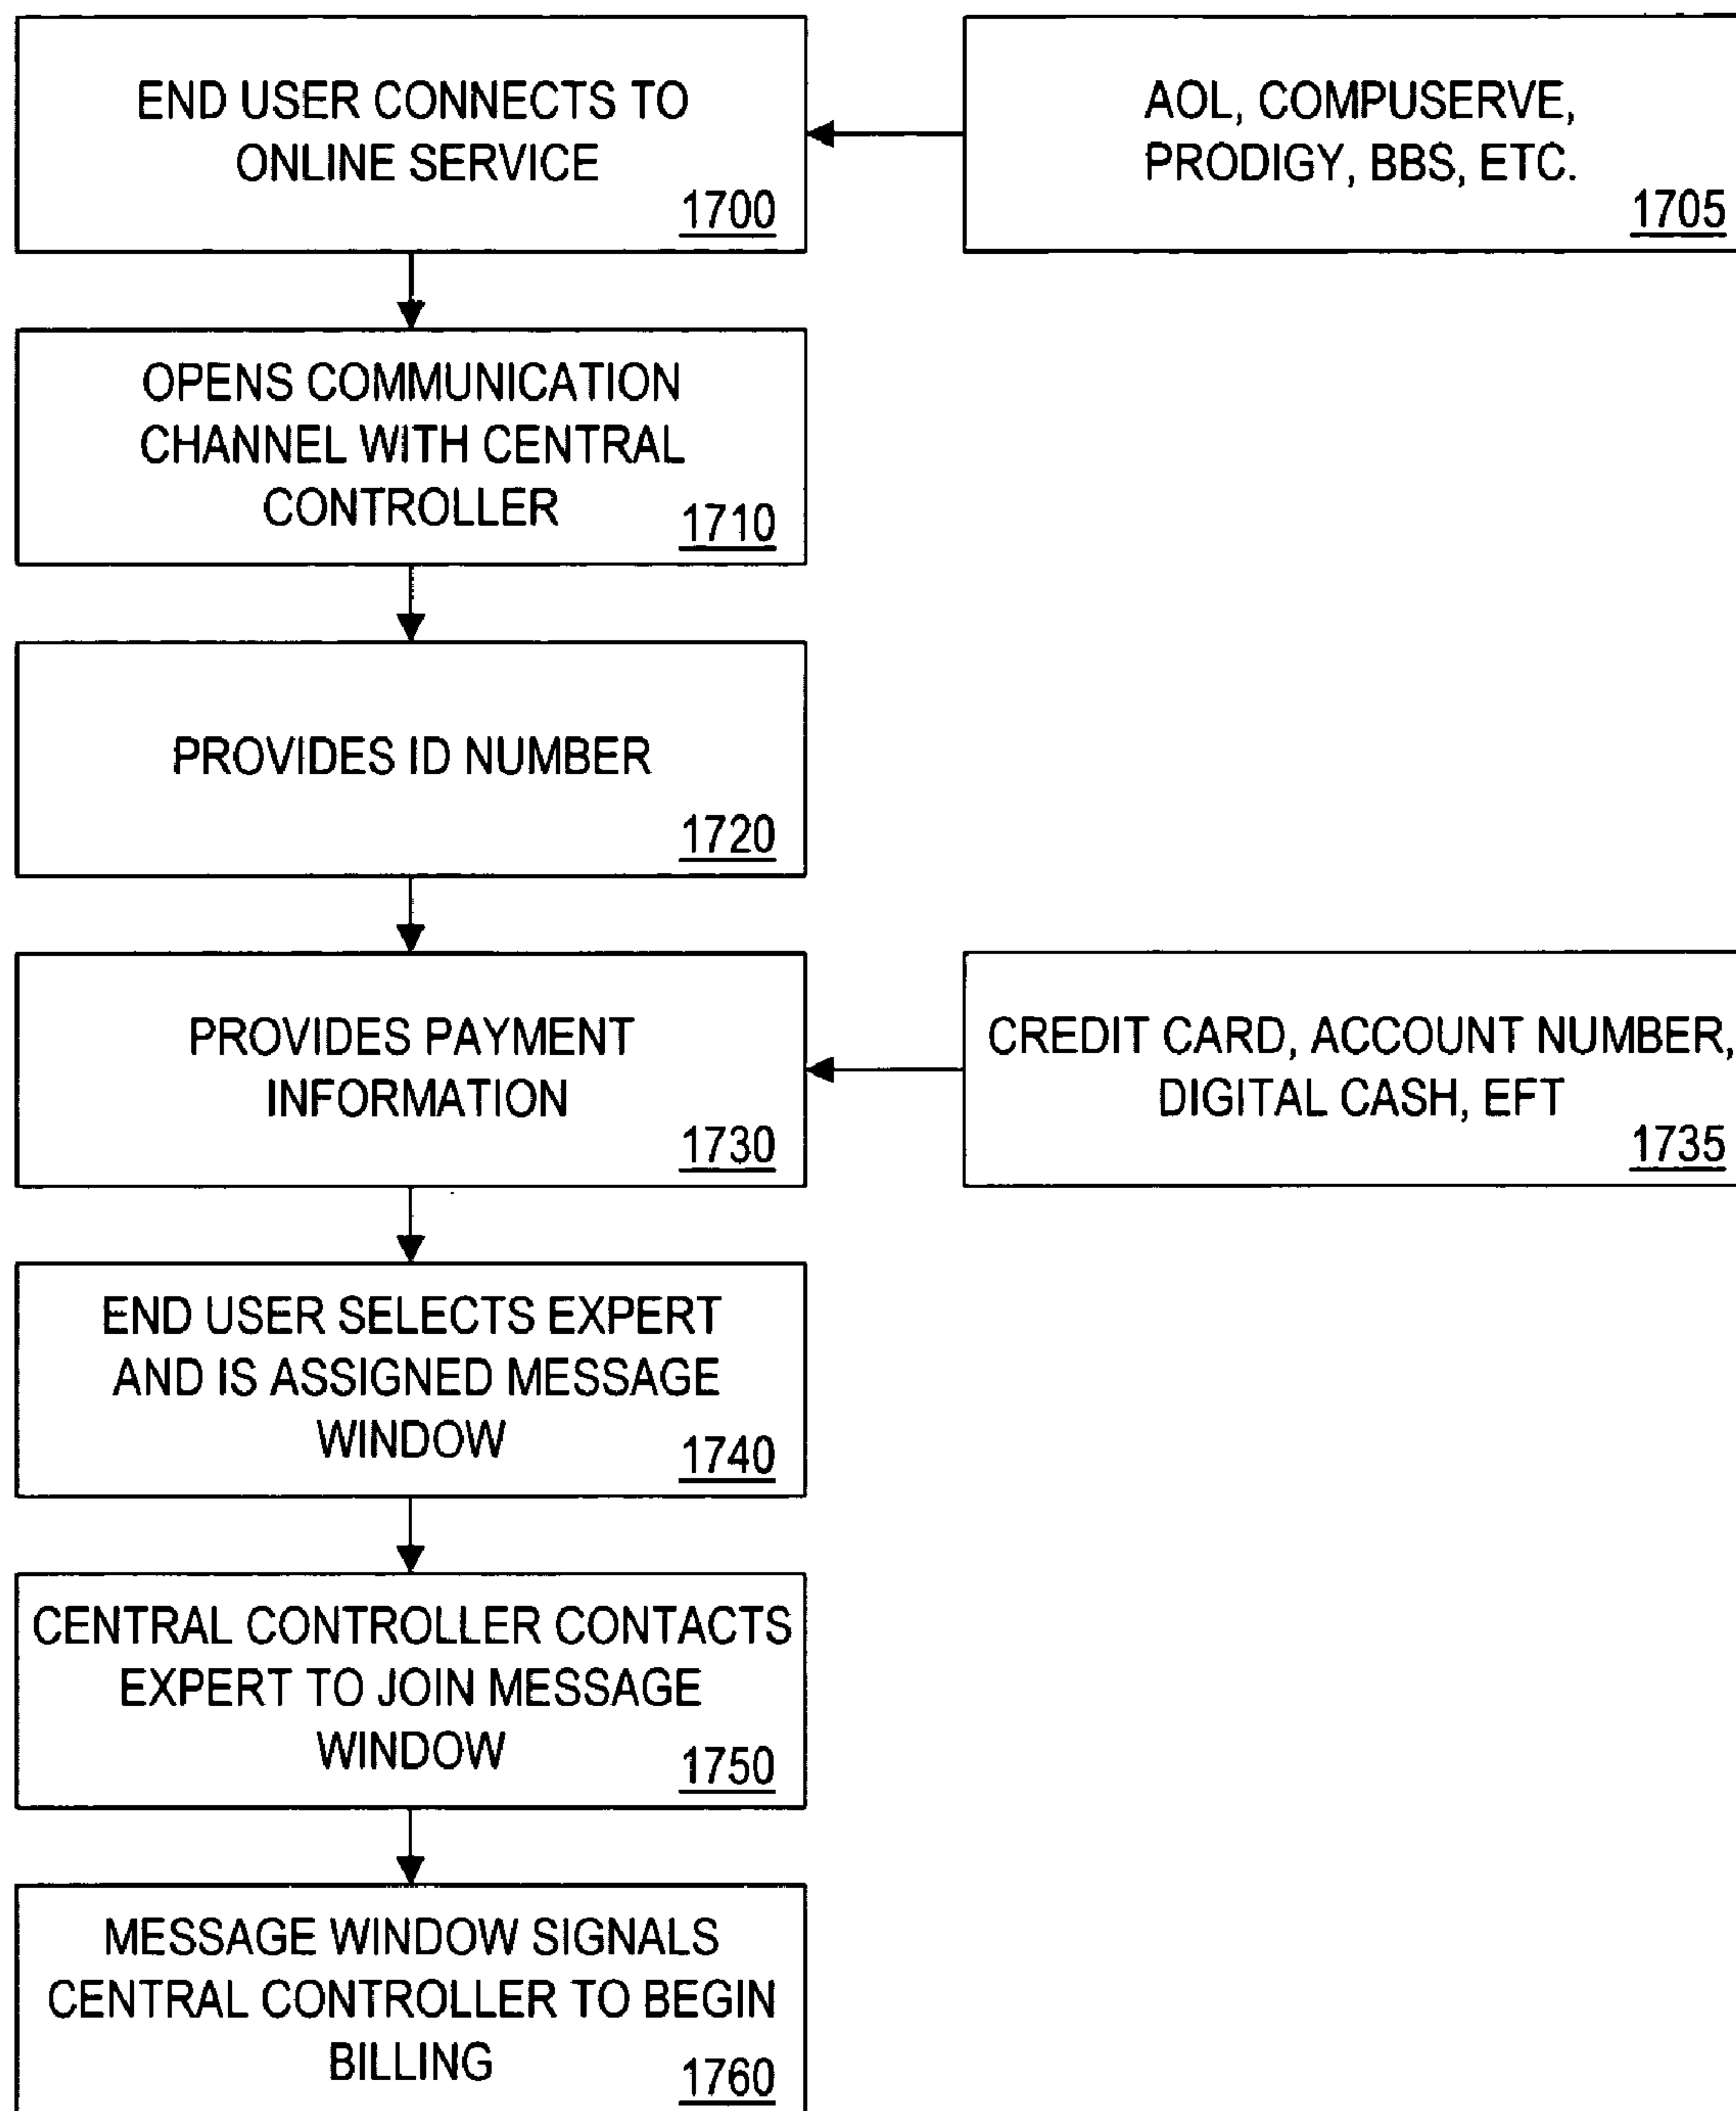 END USER CONNECTS TO
ONLINE SERVICE
1700
AOL, COMPUSERVE,
PRODIGY, BBS, ETC.
1705
OPENS COMMUNICATION
CHANNEL WITH CENTRAL
CONTROLLER
1710
PROVIDES ID NUMBER
1720
PROVIDES PAYMENT
INFORMATION
1730
CREDIT CARD, ACCOUNT NUMBER,
DIGITAL CASH, EFT
1735
END USER SELECTS EXPERT
AND IS ASSIGNED MESSAGE
WINDOW
1740
CENTRAL CONTROLLER CONTACTS
EXPERT TO JOIN MESSAGE
WINDOW
1750
MESSAGE WINDOW SIGNALS
CENTRAL CONTROLLER TO BEGIN
BILLING
1760